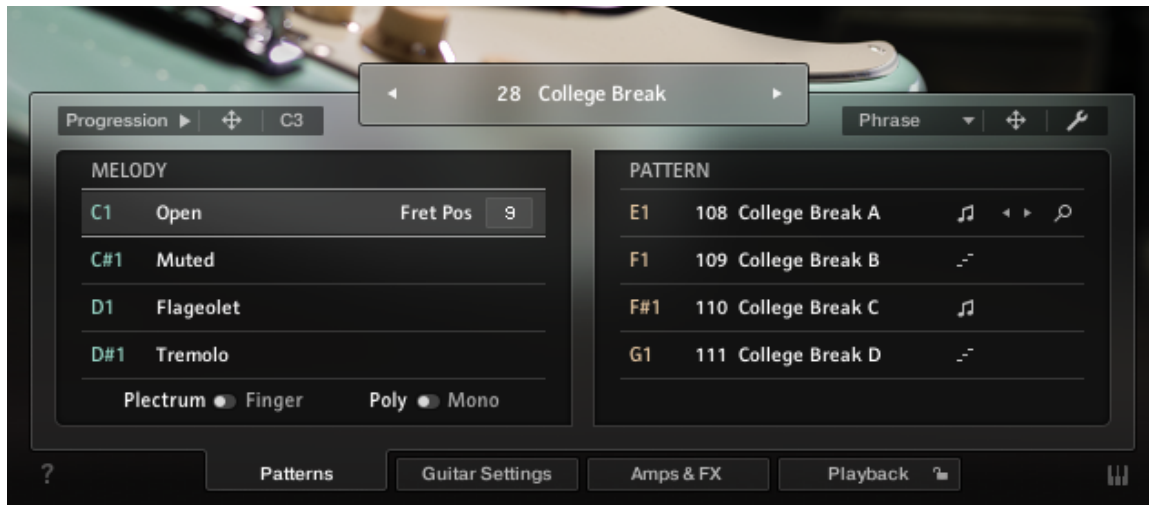 28 College Break
Progression C3
Phrase
MELODY
C1 Open Fret Pos 9
C#1 Muted
D1 Flageolet
D#1 Tremolo
Plectrum Finger Poly Mono
PATTERN
E1 108 College Break A
F1 109 College Break B
F#1 110 College Break C
G1 111 College Break D
? Patterns Guitar Settings Amps & FX Playback